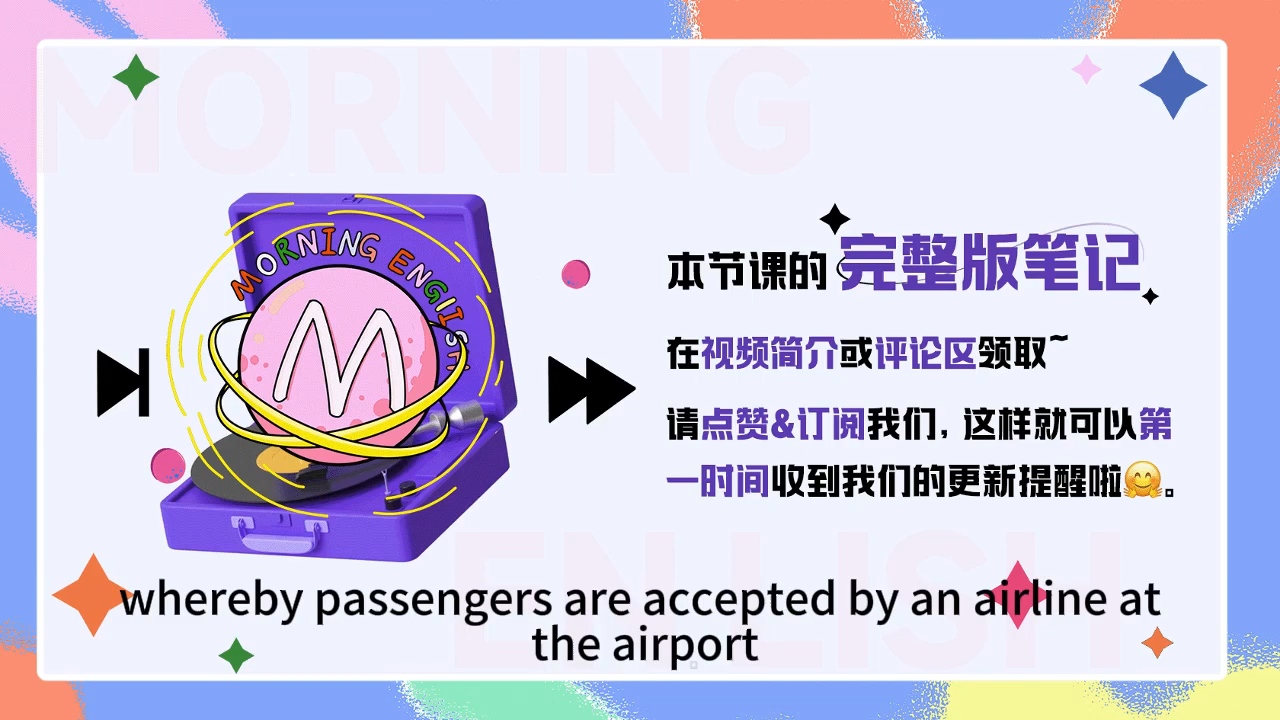 MORNING
MORNING ENGlISH
M
本节课的 完整版笔记
在视频简介或评论区领取~
请点赞&订阅我们, 这样就可以第
一时间收到我们的更新提醒啦🤗。
ENLISH
whereby passengers are accepted by an airline at
the airport